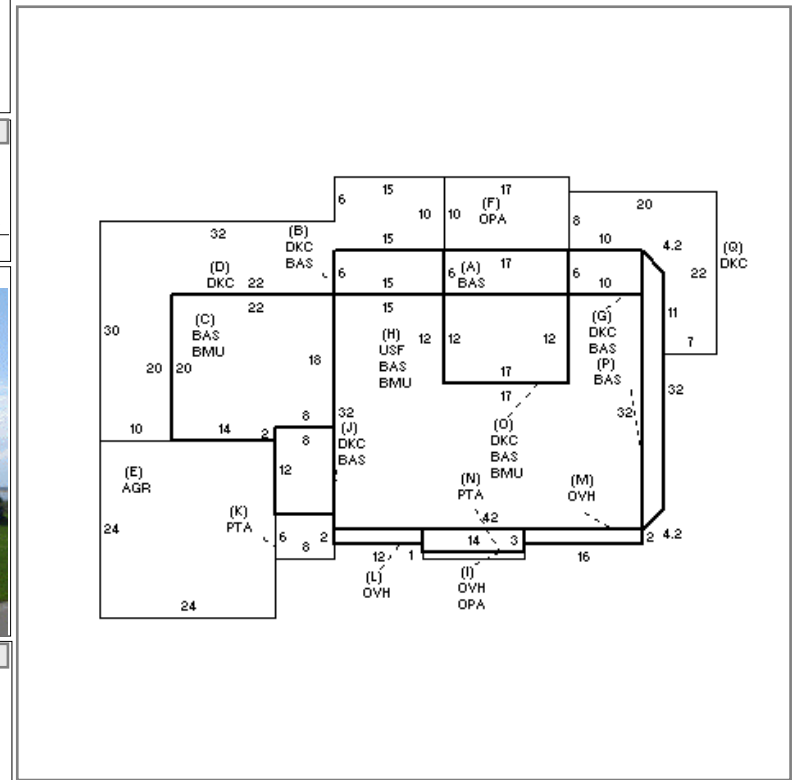 15
17
6
(F)
OPA
10
10
20
8
32
(B)
DKC
BAS
15
17
10
4.2
(Q)
DKC
(D)
DKC
22
6
15
6
(A)
BAS
6
10
22
22
15
30
(C)
BAS
BMU
(H)
USF
BAS
BMU
12
12
12
(G)
DKC
BAS
(P)
BAS
11
7
18
20
20
17
17
32
32
32
8
10
14
2
8
(J)
DKC
BAS
(O)
DKC
BAS
BMU
(E)
AGR
12
(N)
PTA
(M)
OVH
(K)
PTA
42
24
6
8
2
14
3
2
4.2
12
1
16
(L)
OVH
(I)
OVH
OPA
24